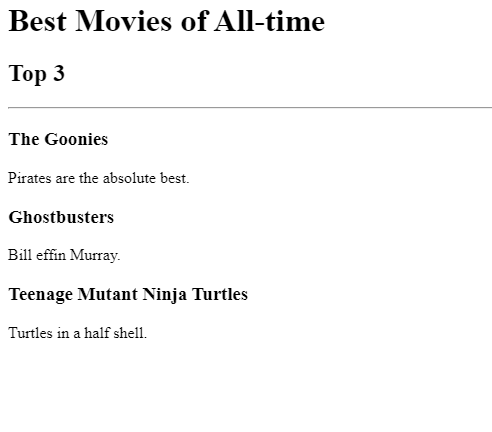 Best Movies of All-time
Top 3
The Goonies
Pirates are the absolute best.
Ghostbusters
Bill effin Murray.
Teenage Mutant Ninja Turtles
Turtles in a half shell.